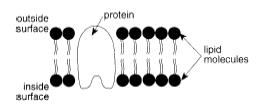 outside
surface
protein
lipid
molecules
inside
surface